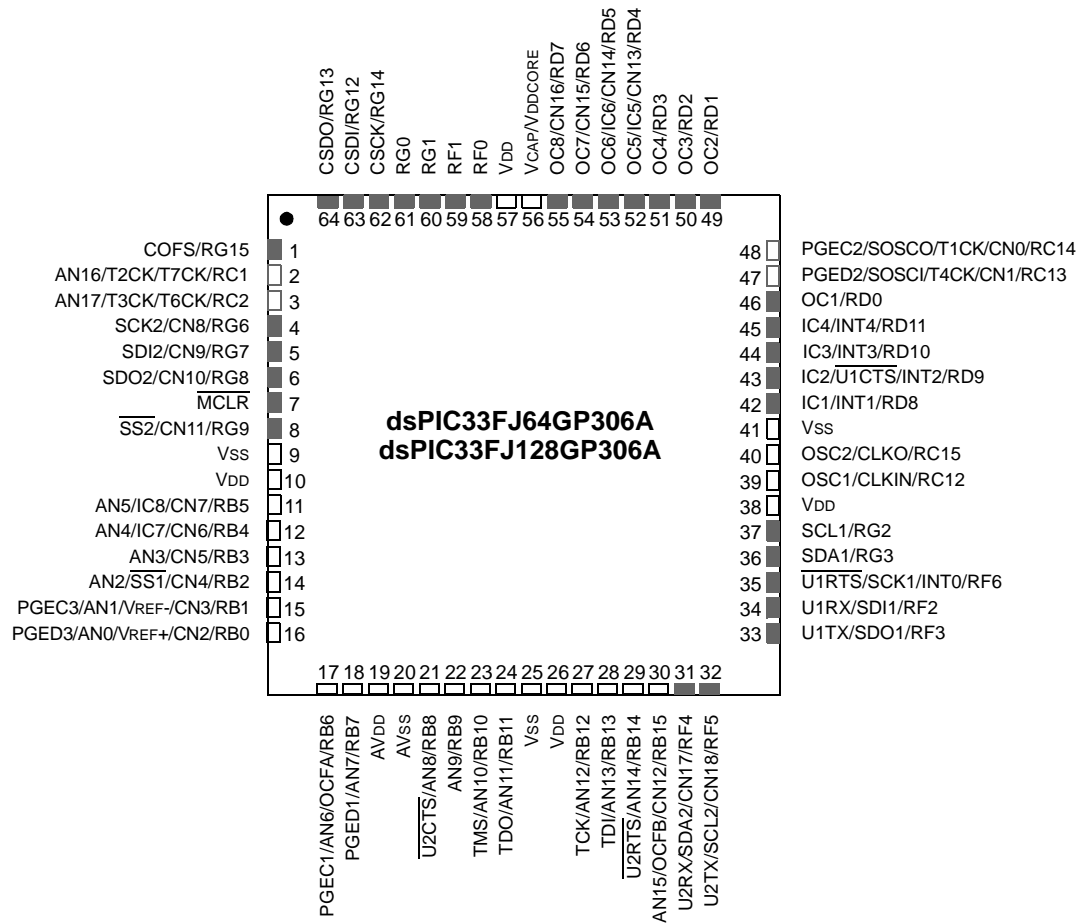 CSDO/RG13
CSDI/RG12
CSCK/RG14
RG0
RG1
RF1
RF0
VDD
VCAP/VDDCORE
OC8/CN16/RD7
OC7/CN15/RD6
OC6/IC6/CN14/RD5
OC5/IC5/CN13/RD4
OC4/RD3
OC3/RD2
OC2/RD1
64 63 62 61 60 59 58 57 56 55 54 53 52 51 50 49
COFS/RG15 1
AN16/T2CK/T7CK/RC1 2
AN17/T3CK/T6CK/RC2 3
SCK2/CN8/RG6 4
SDI2/CN9/RG7 5
SDO2/CN10/RG8 6
MCLR 7
SS2/CN11/RG9 8
VSS 9
VDD 10
AN5/IC8/CN7/RB5 11
AN4/IC7/CN6/RB4 12
AN3/CN5/RB3 13
AN2/SS1/CN4/RB2 14
PGEC3/AN1/VREF-/CN3/RB1 15
PGED3/AN0/VREF+/CN2/RB0 16
dsPIC33FJ64GP306A
dsPIC33FJ128GP306A
48 PGEC2/SOSCO/T1CK/CN0/RC14
47 PGED2/SOSCI/T4CK/CN1/RC13
46 OC1/RD0
45 IC4/INT4/RD11
44 IC3/INT3/RD10
43 IC2/U1CTS/INT2/RD9
42 IC1/INT1/RD8
41 VSS
40 OSC2/CLKO/RC15
39 OSC1/CLKIN/RC12
38 VDD
37 SCL1/RG2
36 SDA1/RG3
35 U1RTS/SCK1/INT0/RF6
34 U1RX/SDI1/RF2
33 U1TX/SDO1/RF3
17 18 19 20 21 22 23 24 25 26 27 28 29 30 31 32
PGEC1/AN6/OCFA/RB6
PGED1/AN7/RB7
AVDD
AVSS
U2CTS/AN8/RB8
AN9/RB9
TMS/AN10/RB10
TDO/AN11/RB11
VSS
VDD
TCK/AN12/RB12
TDI/AN13/RB13
U2RTS/AN14/RB14
AN15/OCFB/CN12/RB15
U2RX/SDA2/CN17/RF4
U2TX/SCL2/CN18/RF5